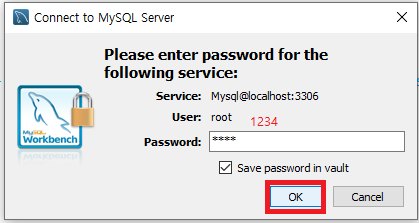 Connect to MySQL Server
Please enter password for the
following service:
Service: Mysql@localhost:3306
User: root
1234
Password: ****
Save password in vault
MySQL
Workbench
OK
Cancel